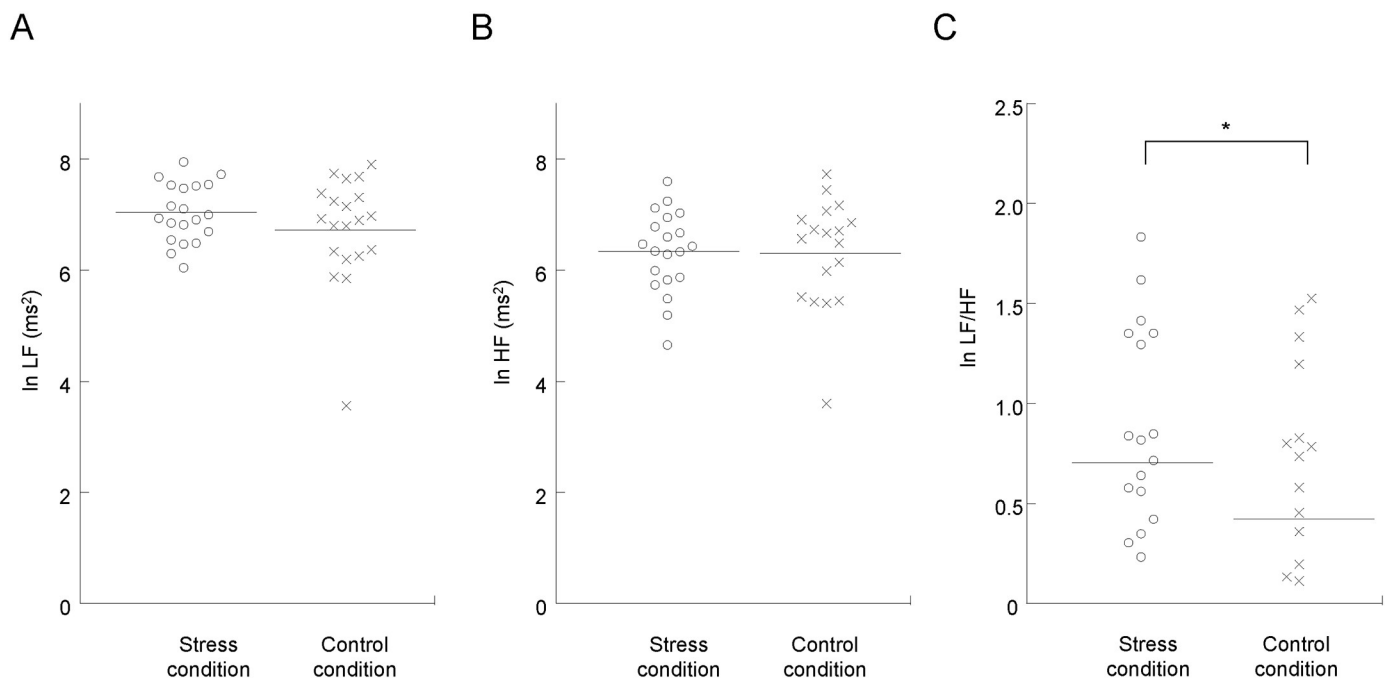 A
B
C
ln LF (ms²)
8
6
4
2
0
Stress
condition
Control
condition
ln HF (ms²)
8
6
4
2
0
Stress
condition
Control
condition
ln LF/HF
2.5
2.0
1.5
1.0
0.5
0
*
Stress
condition
Control
condition